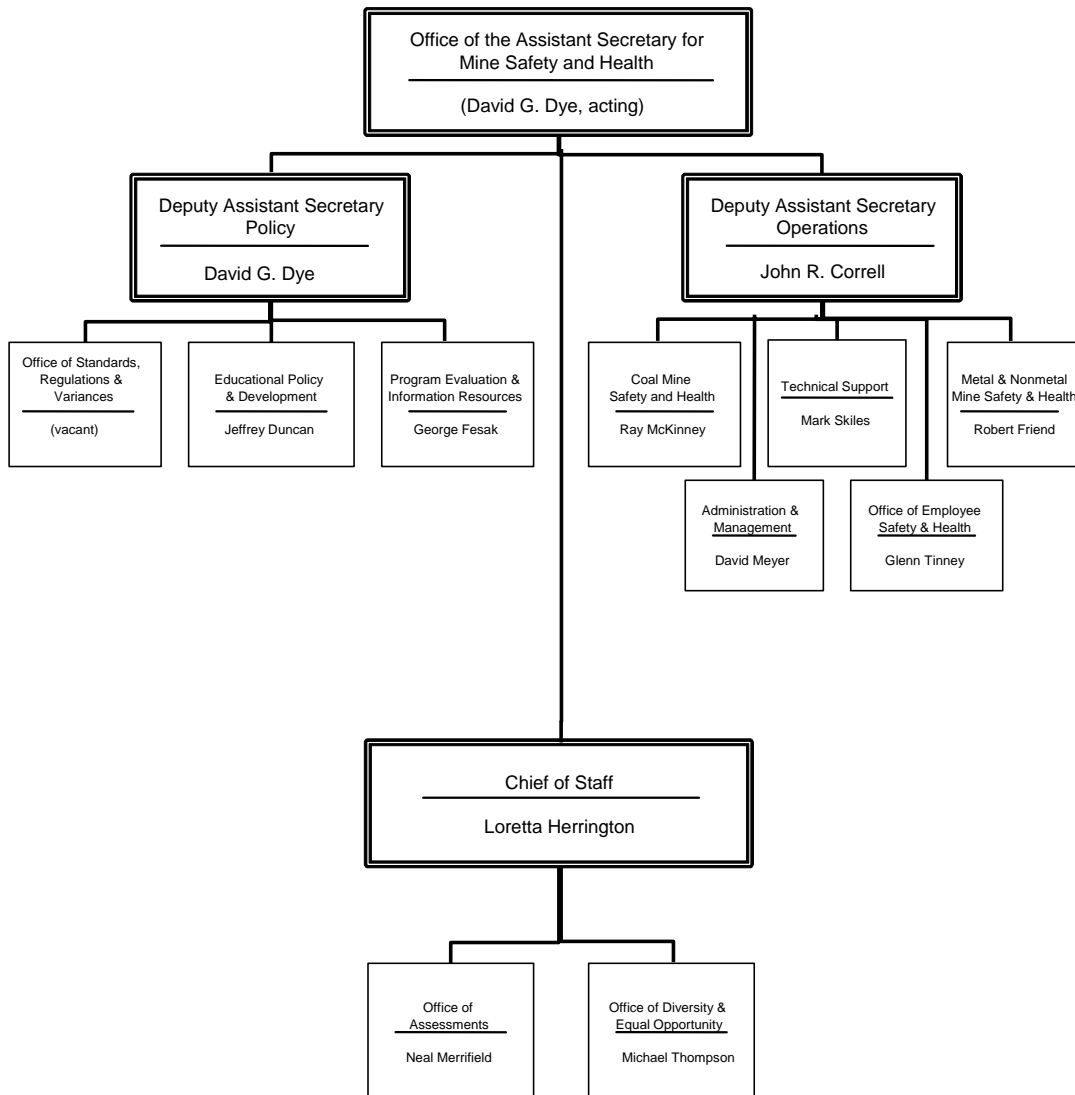 Office of the Assistant Secretary for
Mine Safety and Health
(David G. Dye, acting)
Deputy Assistant Secretary
Policy
David G. Dye
Deputy Assistant Secretary
Operations
John R. Correll
Office of Standards,
Regulations &
Variances
(vacant)
Educational Policy
& Development
Jeffrey Duncan
Program Evaluation &
Information Resources
George Fesak
Coal Mine
Safety and Health
Ray McKinney
Technical Support
Mark Skiles
Metal & Nonmetal
Mine Safety & Health
Robert Friend
Administration &
Management
David Meyer
Office of Employee
Safety & Health
Glenn Tinney
Chief of Staff
Loretta Herrington
Office of
Assessments
Neal Merrifield
Office of Diversity &
Equal Opportunity
Michael Thompson